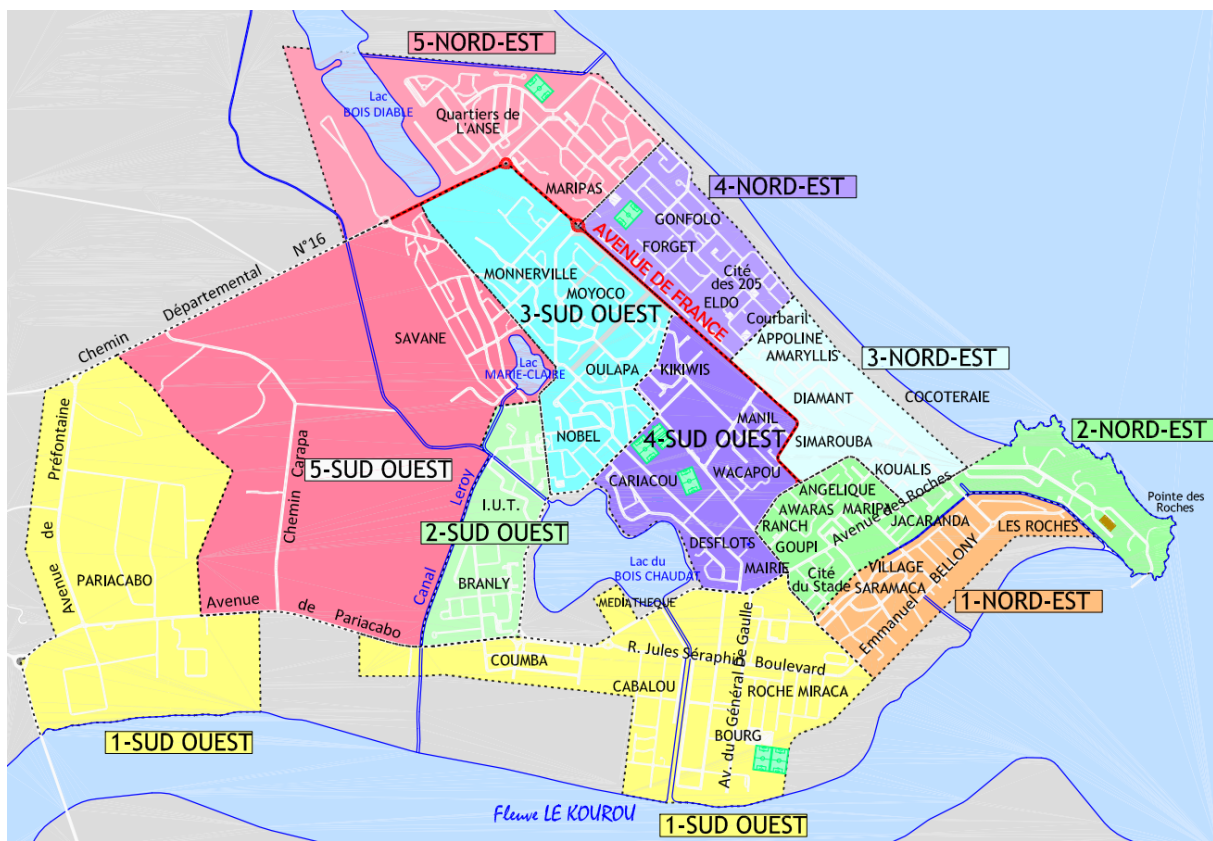 5-NORD-EST
Lac
BOIS DIABLE
Quartiers de
L'ANSE
MARIPAS
4-NORD-EST
GONFOLO
FORGET
AVENUE DE FRANCE
Cité
des 205
ELDO
Chemin Départemental N°16
MONNERVILLE
MOYOCO
3-SUD OUEST
SAVANE
Lac
MARIE-CLAIRE
OULAPA
KIKIWIS
Courbaril
APPOLINE
AMARYLLIS
3-NORD-EST
DIAMANT
COCOTERAIE
MANIL
SIMAROUBA
NOBEL
4-SUD OUEST
2-NORD-EST
Avenue de Préfontaine
Chemin Carapa
5-SUD OUEST
Canal Leroy
I.U.T.
2-SUD OUEST
CARIACOU
WACAPOU
KOUALIS
ANGELIQUE
AWARAS
MARIPA
Avenue des Roches
RANCH
JACARANDA
Pointe des
Roches
LES ROCHES
GOUPI
DESFLOTS
Lac du
BOIS CHAUDAT
MAIRIE
Cité
du Stade
VILLAGE
SARAMACA
Emmanuel BELLONY
1-NORD-EST
PARIACABO
BRANLY
Avenue de Pariacabo
MEDIATHEQUE
COUMBA
R. Jules Séraphin Boulevard
Av. du Général De Gaulle
CABALOU
ROCHE MIRACA
BOURG
1-SUD OUEST
Fleuve LE KOUROU
1-SUD OUEST